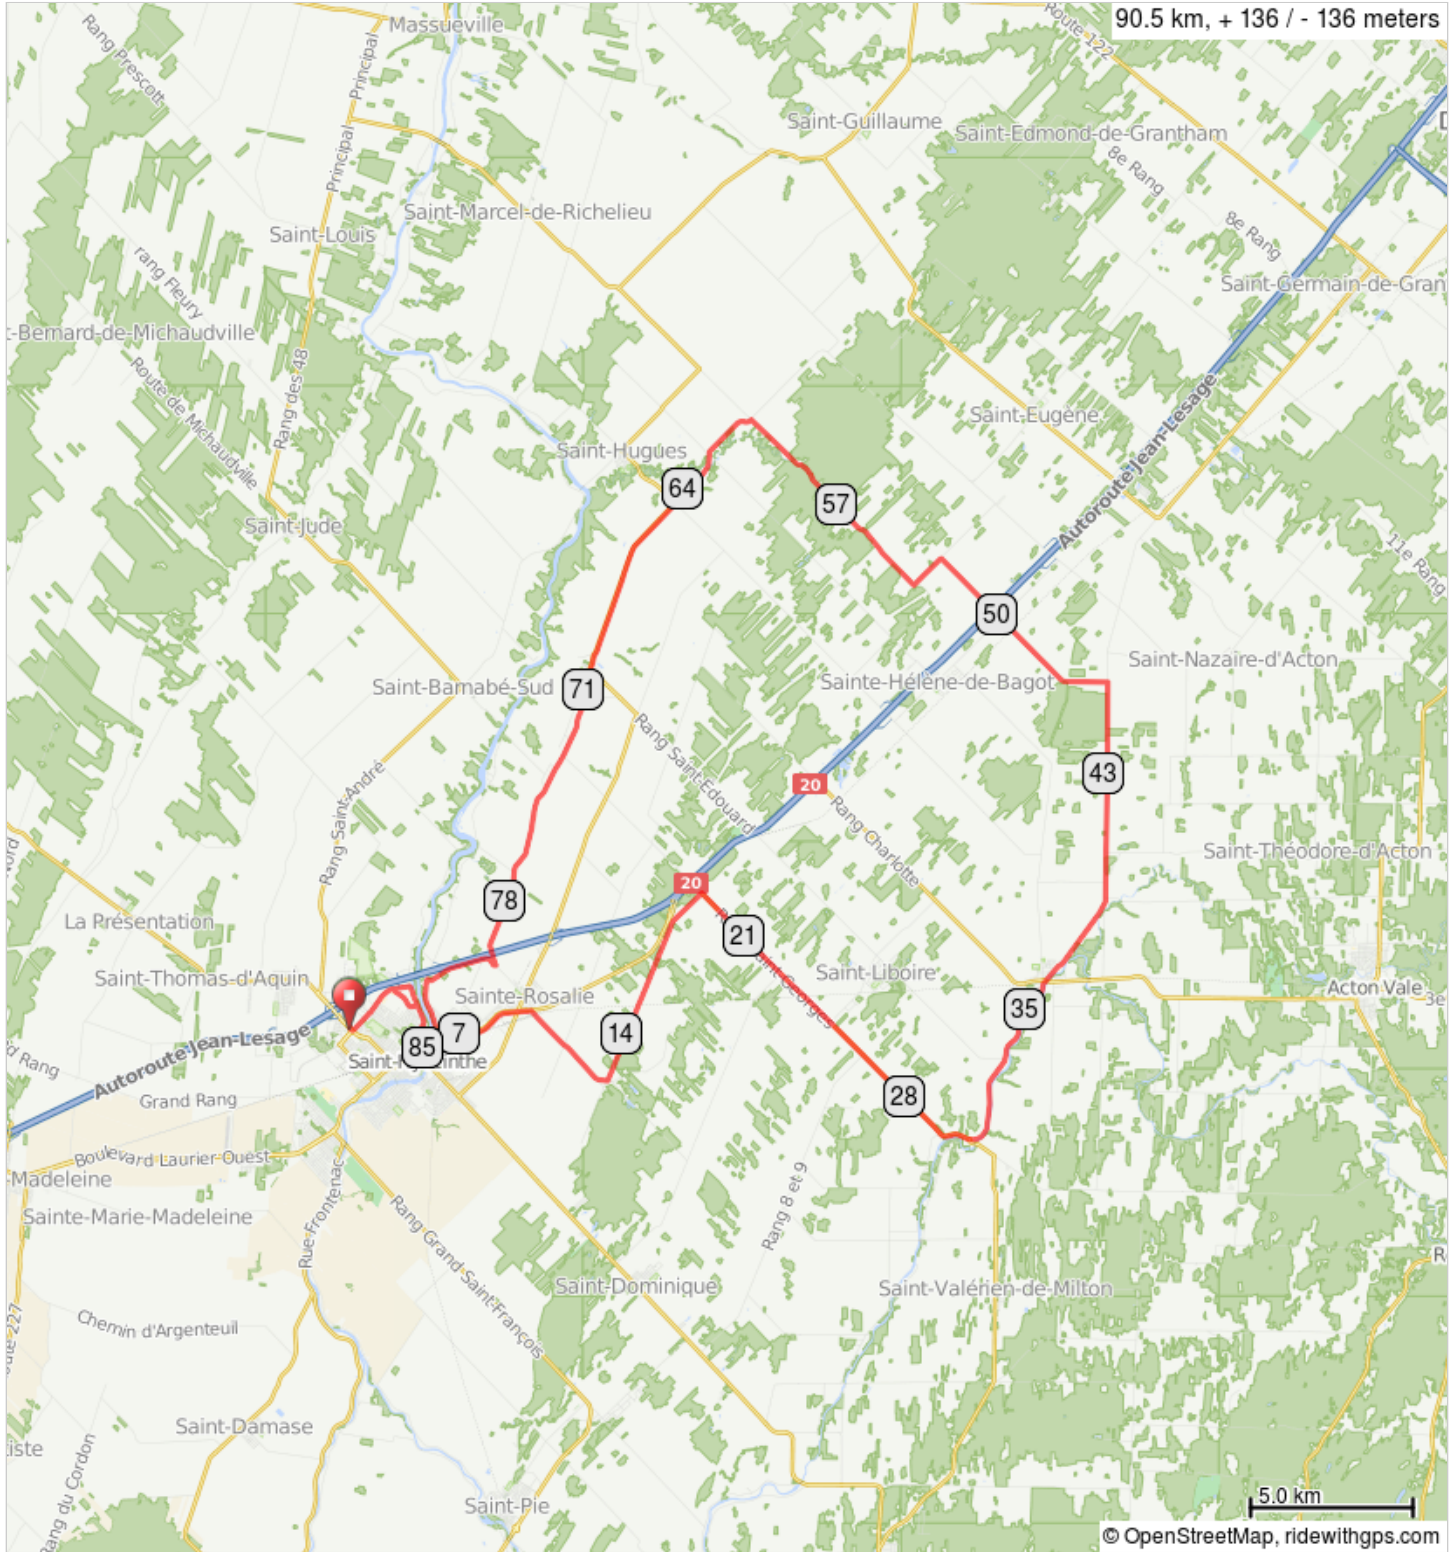 90.5 km, + 136 / - 136 meters
Massueville
Route 122
Rang Prescott
Principal
Saint-Guillaume
Saint-Edmond-de-Grantham
8e Rang
Principal
Saint-Marcel-de-Richelieu
Saint-Louis
8e Rang
rang Fleury
Saint-Germain-de-Gran
t-Bernard-de-Michaudville
Rang des 48
Route de Michaudville
Autoroute Jean-Lesage
Saint-Eugène
Saint-Hugues
64
57
Saint-Jude
11e Rang
50
Saint-Nazaire-d'Acton
Saint-Barnabé-Sud
71
Sainte-Hélène-de-Bagot
Rang Saint-Édouard
43
20
Rang Saint-André
Rang Charlotte
Saint-Théodore-d'Acton
Nord
20
78
La Présentation
21
Saint-Georges
Saint-Liboire
Saint-Thomas-d'Aquin
Acton Vale
3e
Sainte-Rosalie
35
Autoroute Jean-Lesage
85
7
14
d Rang
Grand Rang
28
Boulevard Laurier Ouest
-Madeleine
Sainte-Marie-Madeleine
Rue Frontenac
Rang Grand Saint-François
Rang 8 et 9
Saint-Dominique
Saint-Valérien-de-Milton
R
Chemin d'Argenteuil
oute 227
Saint-Damase
tiste
Rang du Cordon
Saint-Pie
5.0 km
© OpenStreetMap, ridewithgps.com